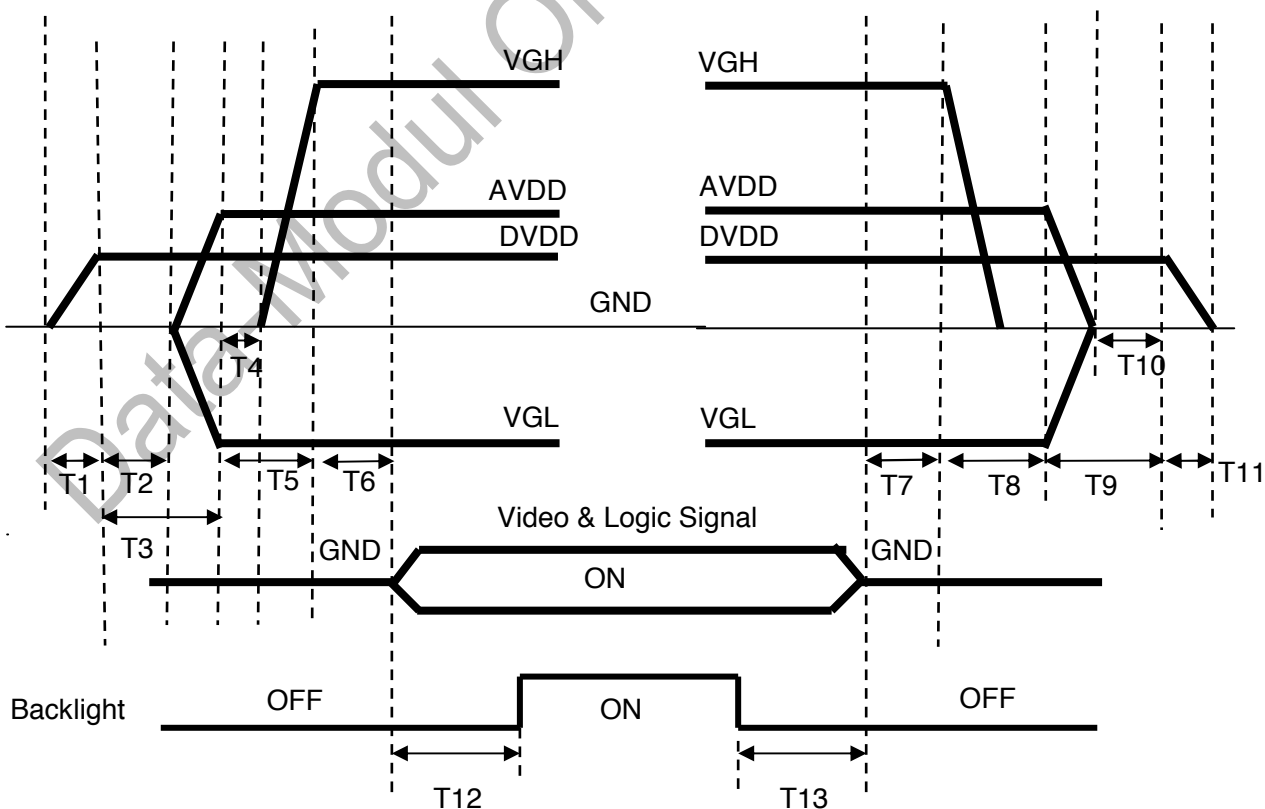 VGH VGH
AVDD AVDD
DVDD DVDD
GND
T4 T10
VGL VGL
T1 T2 T5 T6 T7 T8 T9 T11
Video & Logic Signal
T3
GND GND
ON
Backlight OFF ON OFF
T12 T13
Data-Modul